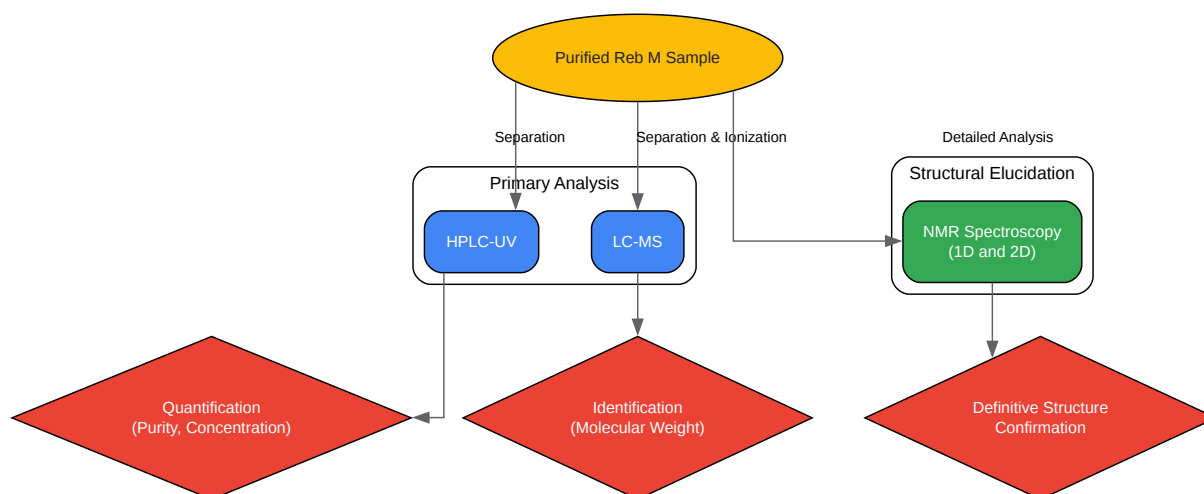 Purified Reb M Sample
Separation
Separation & Ionization
Detailed Analysis
Primary Analysis
Structural Elucidation
HPLC-UV
LC-MS
NMR Spectroscopy
(1D and 2D)
Quantification
(Purity, Concentration)
Identification
(Molecular Weight)
Definitive Structure
Confirmation